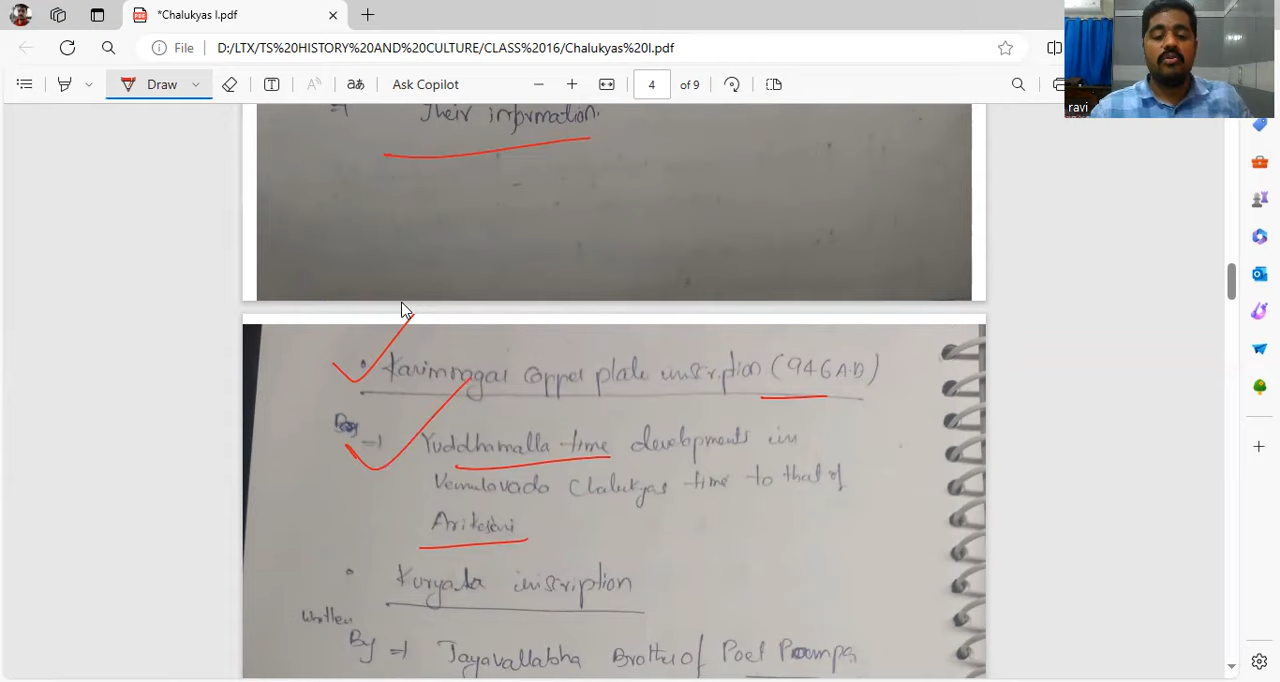 *Chalukyas I.pdf
File D:/LTX/TS%20HISTORY%20AND%20CULTURE/CLASS%2016/Chalukyas%20I.pdf
Draw Ask Copilot 4 of 9
ravi
=> Their information.
• Karimnagar copper plate inscription (946 A.D)
=> Yuddhamalla time developments in
Vemulavada Chalukyas time to that of
Arikesari
• Kuryala inscription
Written
By => Jayavallabha Brother of Poet Pampa